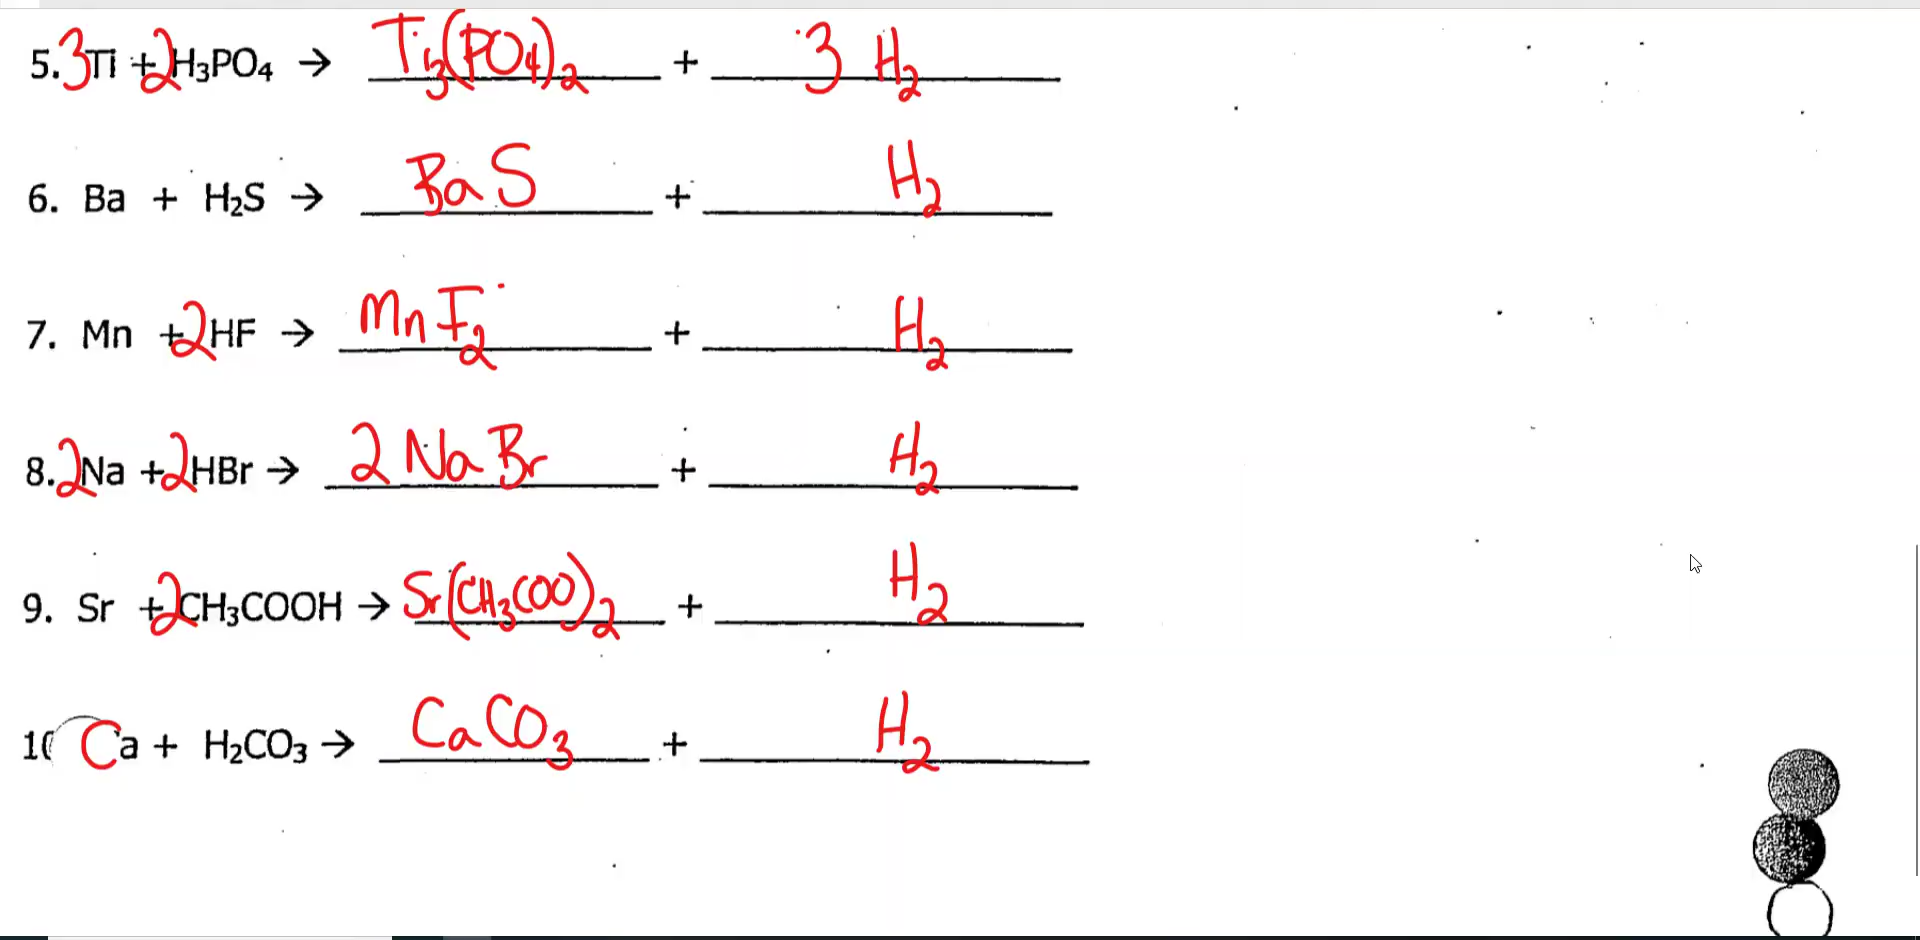 5. 3Ti + 2H₃PO₄ → Ti₃(PO4)₂ + 3 H₂
6. Ba + H₂S → BaS + H₂
7. Mn + 2HF → MnF₂ + H₂
8. 2Na + 2HBr → 2 NaBr + H₂
9. Sr + 2CH₃COOH → Sr(CH₃COO)₂ + H₂
10 Ca + H₂CO₃ → CaCO₃ + H₂